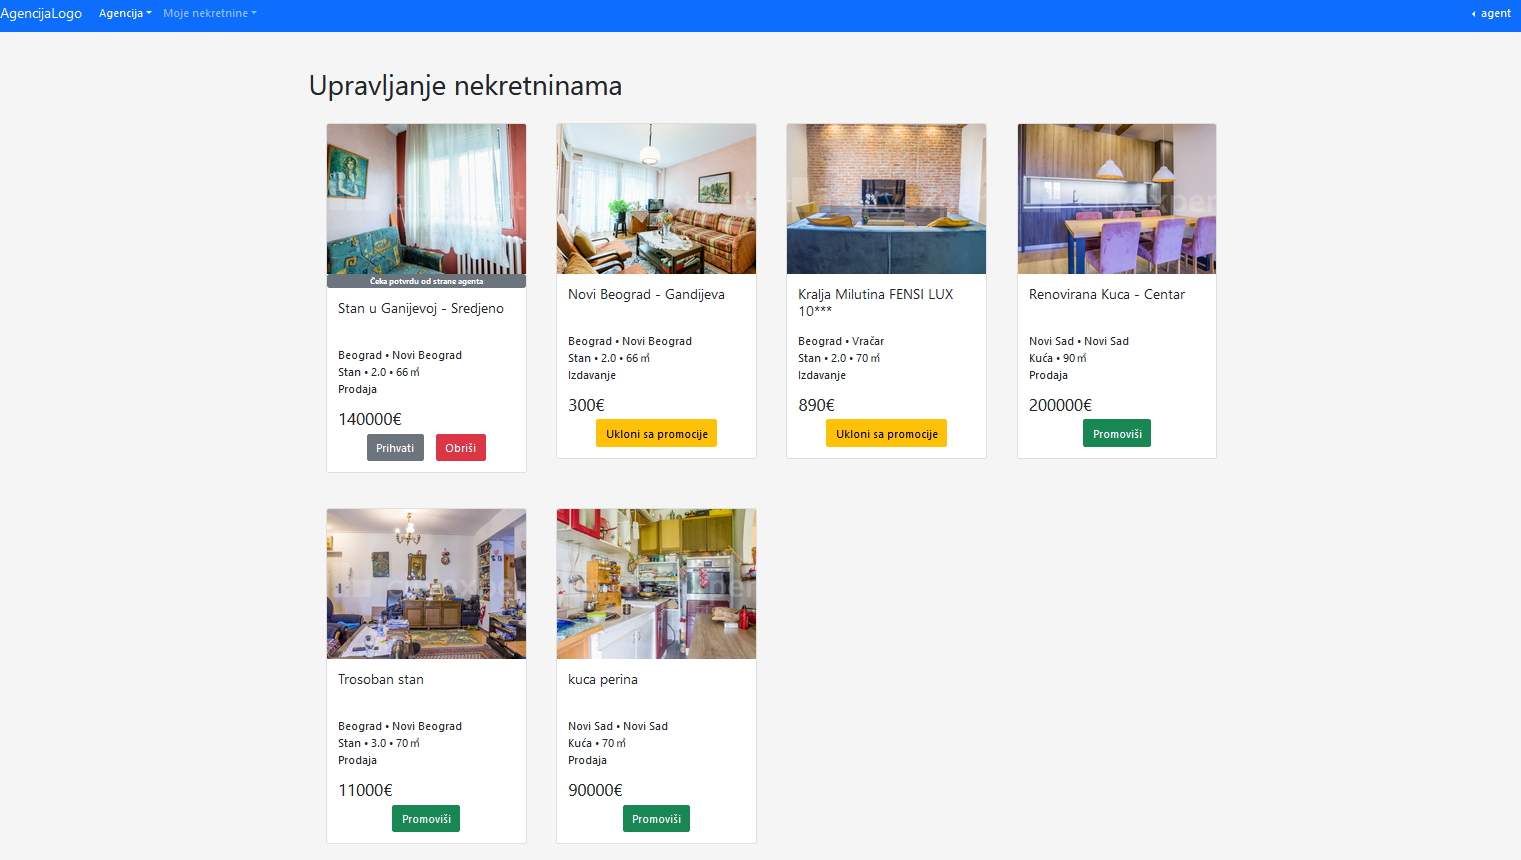 AgencijaLogo Agencija Moje nekretnine agent
Upravljanje nekretninama
Čeka potvrdu od strane agenta
Stan u Ganijevoj - Sredjeno
Beograd • Novi Beograd
Stan • 2.0 • 66 ㎡
Prodaja
140000€
Prihvati Obriši
Novi Beograd - Gandijeva
Beograd • Novi Beograd
Stan • 2.0 • 66 ㎡
Izdavanje
300€
Ukloni sa promocije
Kralja Milutina FENSI LUX
10***
Beograd • Vračar
Stan • 2.0 • 70 ㎡
Izdavanje
890€
Ukloni sa promocije
Renovirana Kuca - Centar
Novi Sad • Novi Sad
Kuća • 90 ㎡
Prodaja
200000€
Promoviši
Trosoban stan
Beograd • Novi Beograd
Stan • 3.0 • 70 ㎡
Prodaja
11000€
Promoviši
kuca perina
Novi Sad • Novi Sad
Kuća • 70 ㎡
Prodaja
90000€
Promoviši